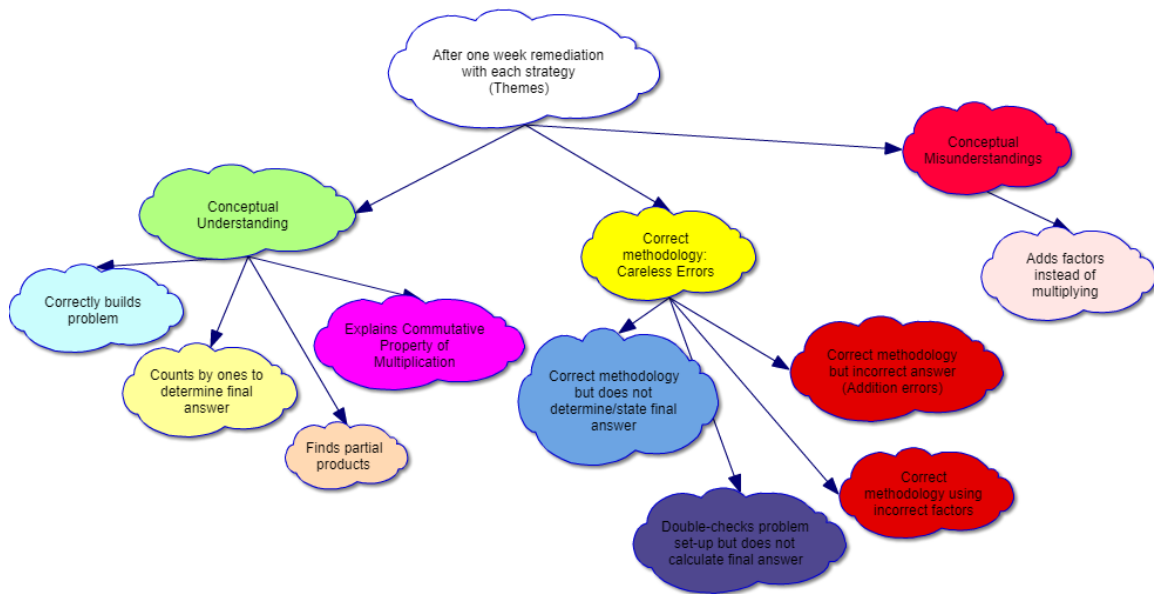 After one week remediation
with each strategy
(Themes)
Conceptual
Misunderstandings
Conceptual
Understanding
Correct
methodology:
Careless Errors
Adds factors
instead of
multiplying
Correctly builds
problem
Explains Commutative
Property of
Multiplication
Counts by ones to
determine final
answer
Correct methodology
but does not
determine/state final
answer
Correct methodology
but incorrect answer
(Addition errors)
Finds partial
products
Correct
methodology using
incorrect factors
Double-checks problem
set-up but does not
calculate final answer